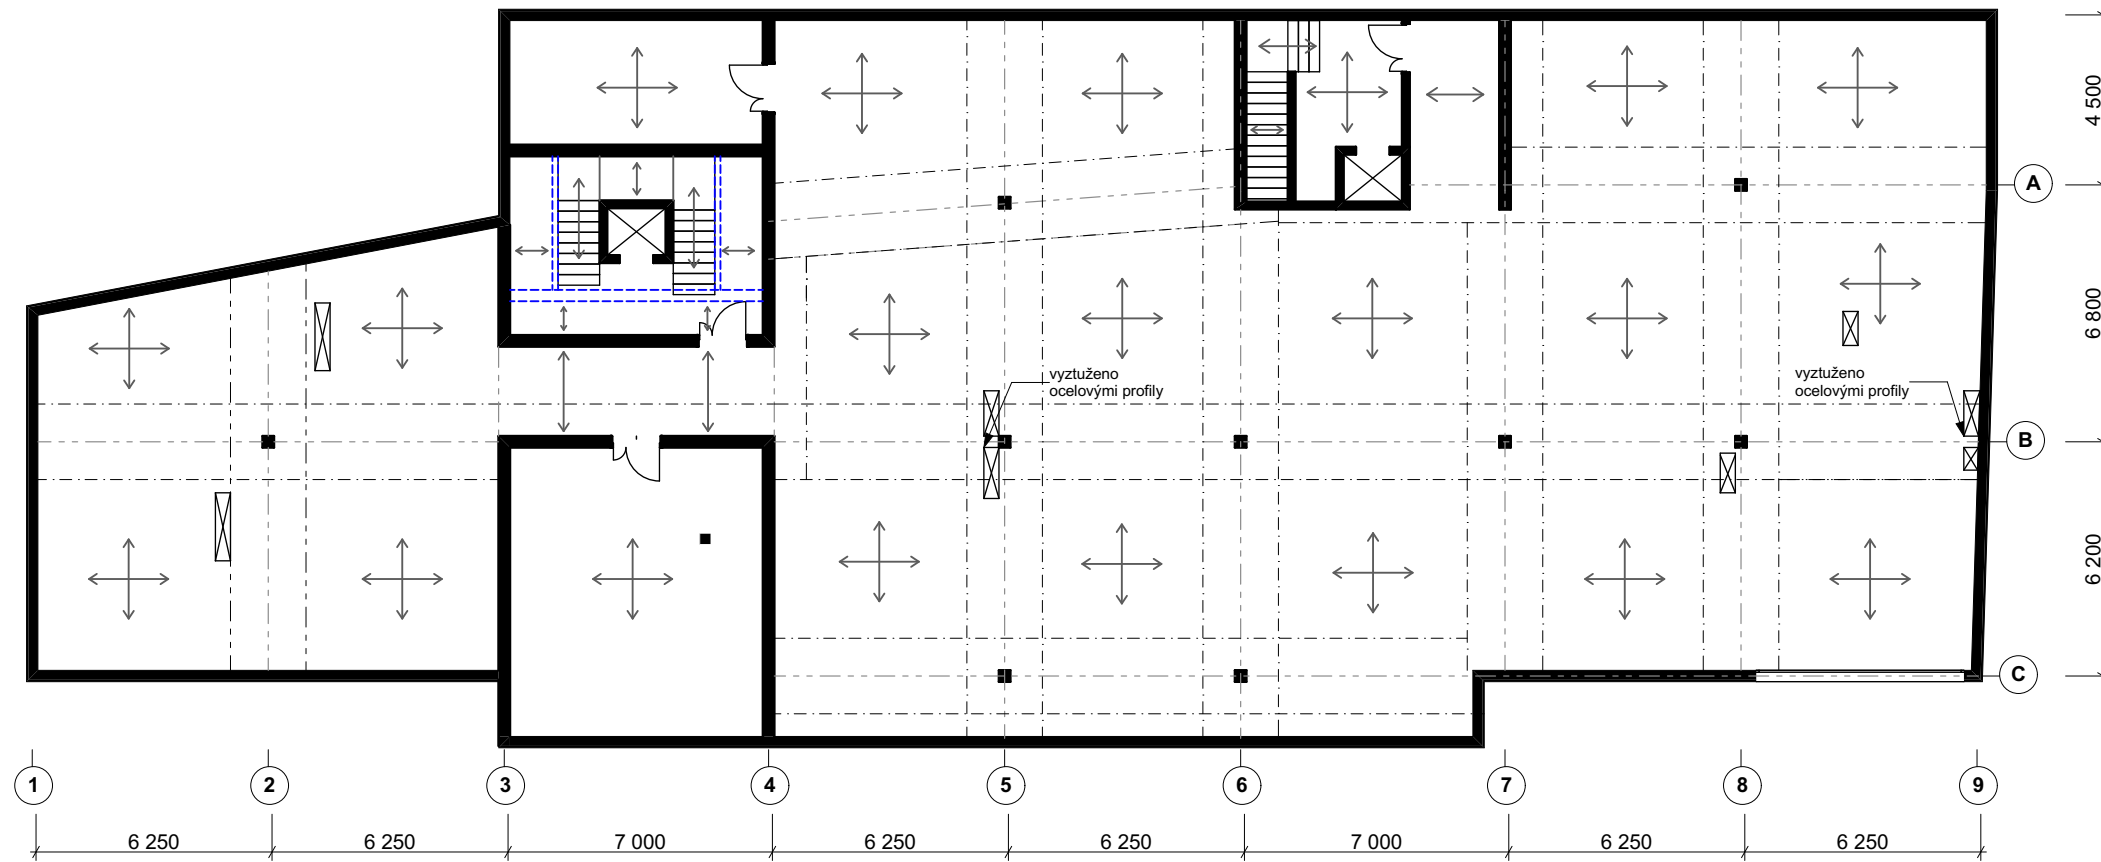 4 500
A
6 800
vyztuženo
ocelovými profily
vyztuženo
ocelovými profily
B
6 200
C
1 2 3 4 5 6 7 8 9
6 250 6 250 7 000 6 250 6 250 7 000 6 250 6 250